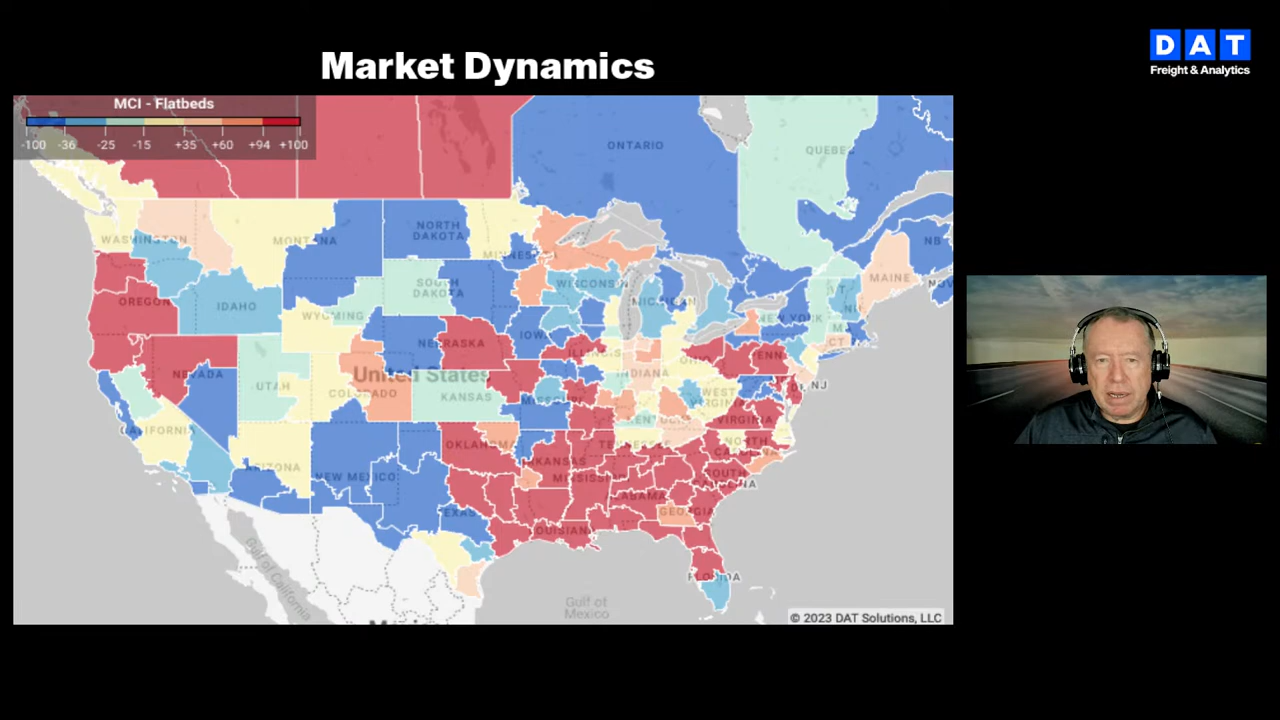 DAT
Freight & Analytics
Market Dynamics
MCI - Flatbeds
-100 -36 -25 -15 +35 +60 +94 +100
ONTARIO
QUEBEC
WASHINGTON
MONTANA
NORTH
DAKOTA
MINNESOTA
NB
MAINE
OREGON
IDAHO
SOUTH
DAKOTA
WISCONSIN
MICHIGAN
VT
WYOMING
NEW YORK
MA
NEBRASKA
IOWA
CT
NEVADA
UTAH
United States
COLORADO
KANSAS
ILLINOIS
INDIANA
OHIO
PENN
NJ
MISSOURI
WEST
VIRGINIA
VIRGINIA
CALIFORNIA
ARIZONA
NEW MEXICO
OKLAHOMA
TENNESSEE
NORTH
CAROLINA
ARKANSAS
MISSISSIPPI
ALABAMA
SOUTH
CAROLINA
GEORGIA
TEXAS
LOUISIANA
FLORIDA
Gulf of
California
Gulf of
Mexico
© 2023 DAT Solutions, LLC